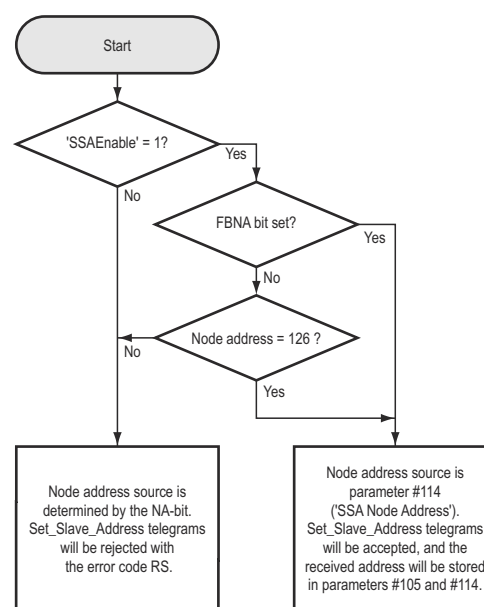 Start
'SSAEnable' = 1?
Yes
No
FBNA bit set?
Yes
No
Node address = 126 ?
No
Yes
Node address source is
determined by the NA-bit.
Set_Slave_Address telegrams
will be rejected with
the error code RS.
Node address source is
parameter #114
('SSA Node Address').
Set_Slave_Address telegrams
will be accepted, and the
received address will be stored
in parameters #105 and #114.